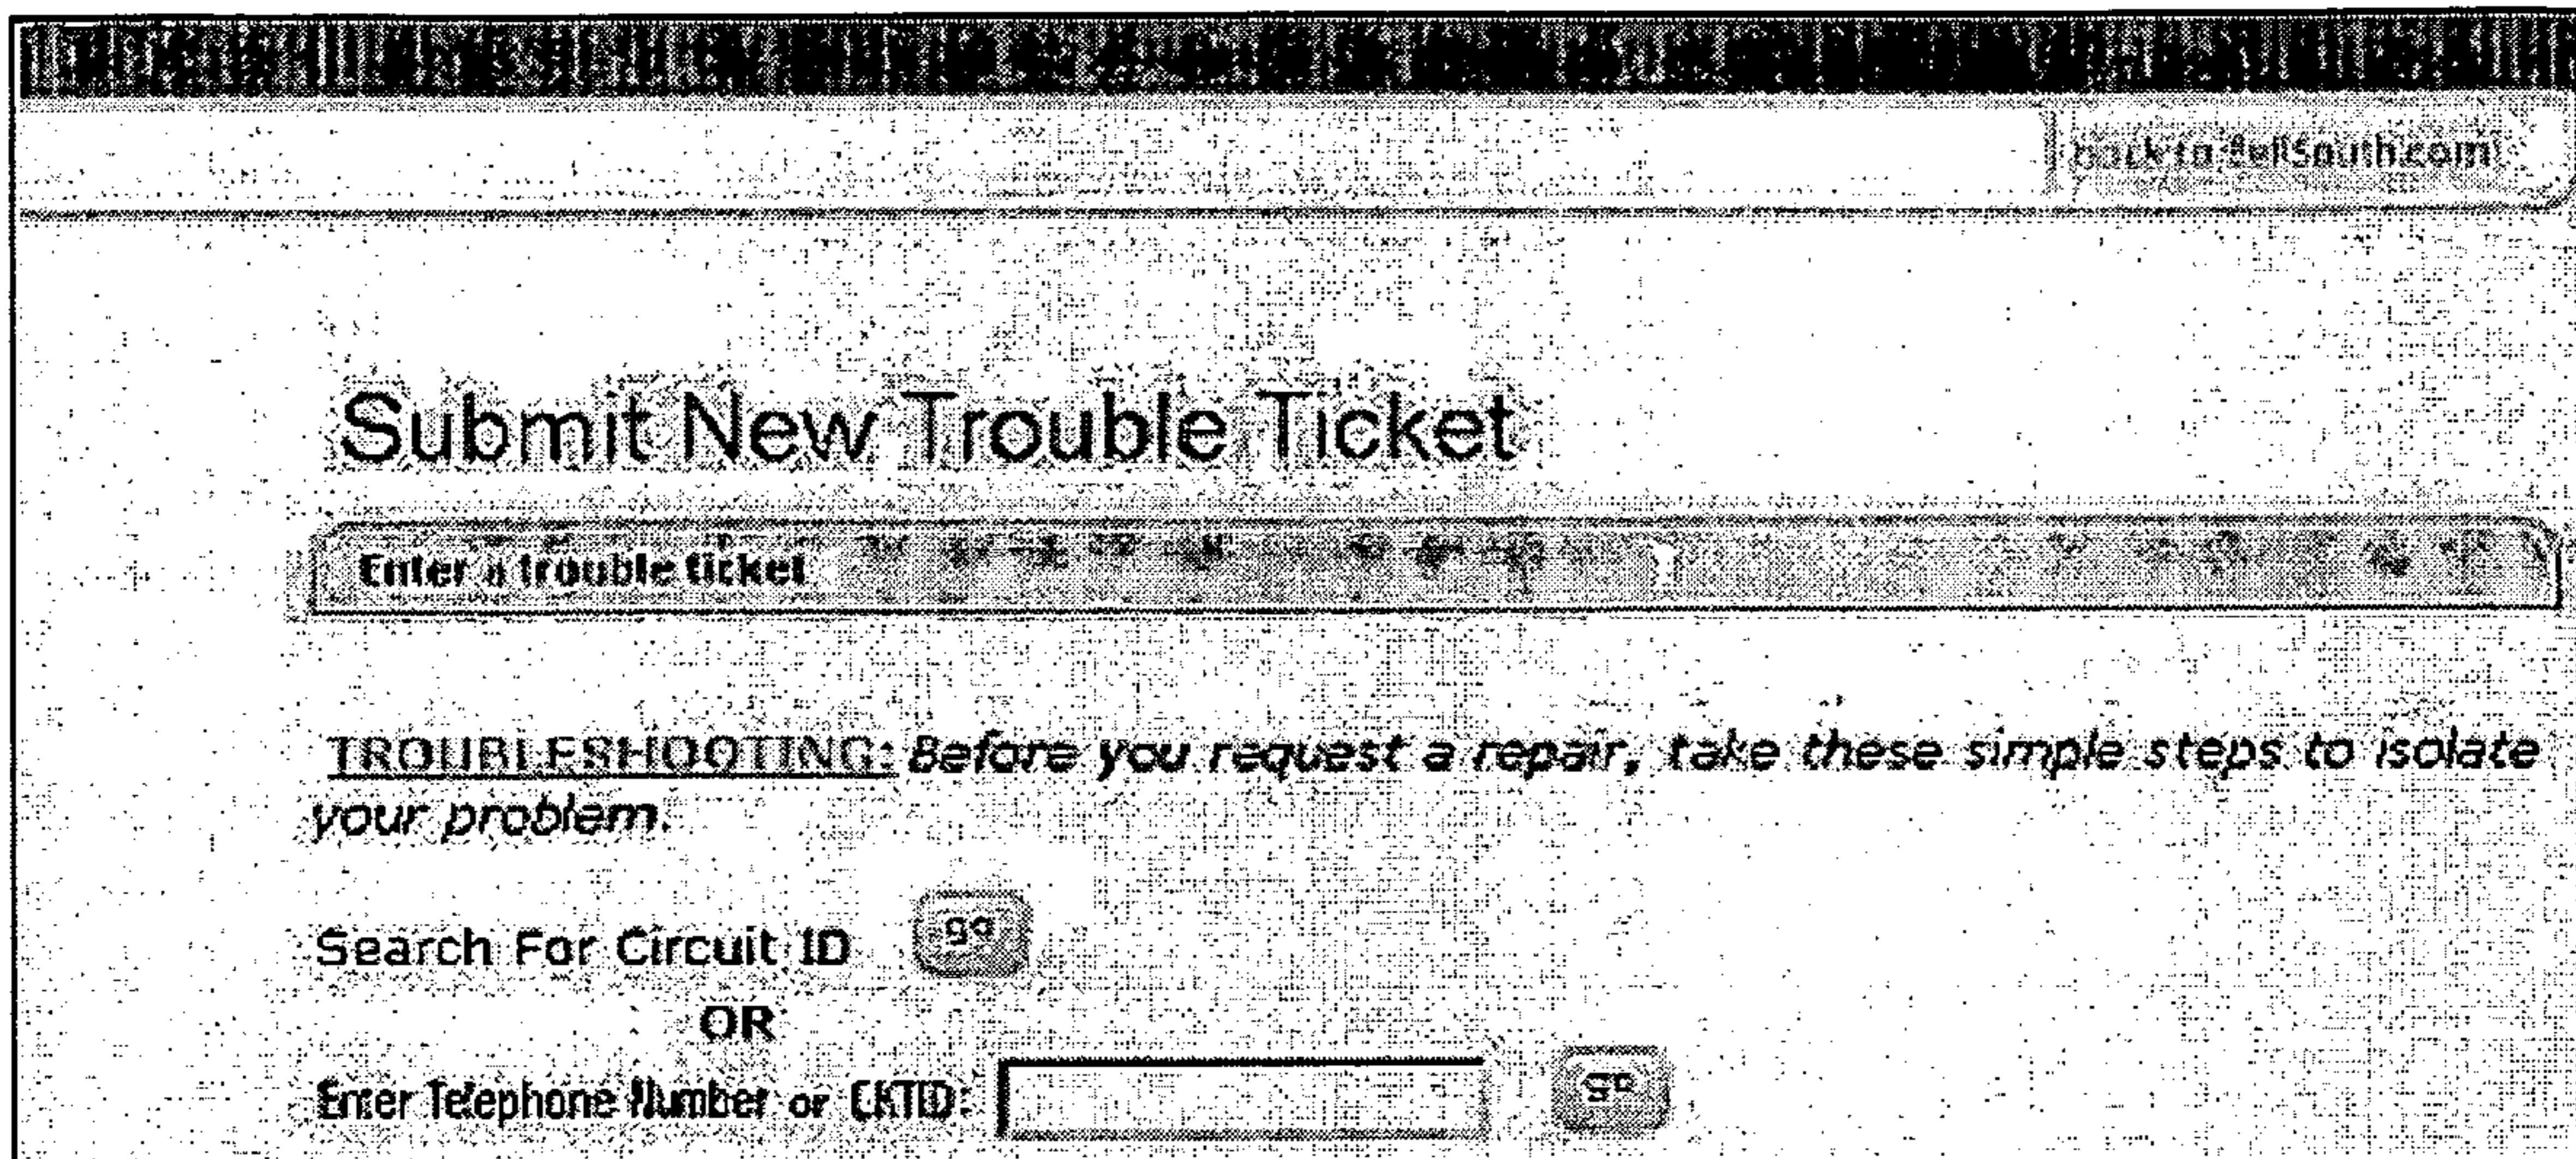 back to BellSouth.com
Submit New Trouble Ticket
Enter a trouble ticket
TROUBLESHOOTING: Before you request a repair, take these simple steps to isolate
your problem.
Search For Circuit ID go
OR
Enter Telephone Number or CKTID: go